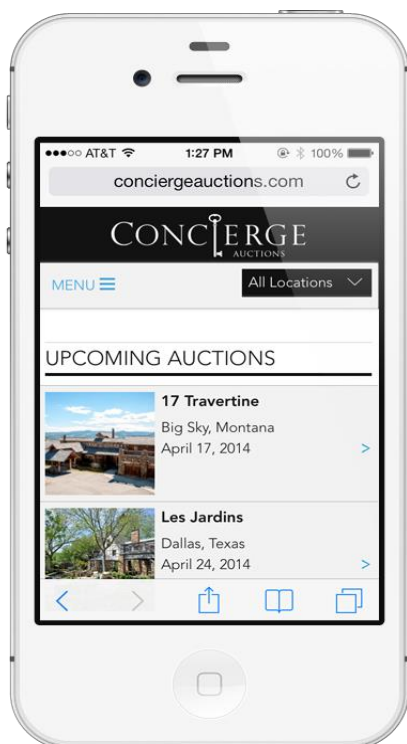 AT&T 1:27 PM 100%
conciergeauctions.com
CONCIERGE
AUCTIONS
MENU All Locations
UPCOMING AUCTIONS
17 Travertine
Big Sky, Montana
April 17, 2014 >
Les Jardins
Dallas, Texas
April 24, 2014 >